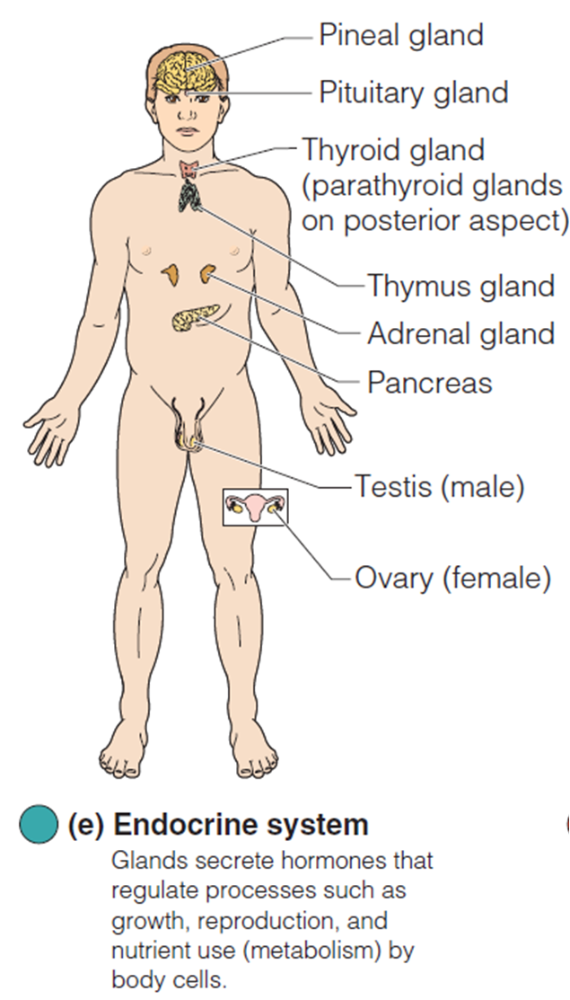 Pineal gland
Pituitary gland
Thyroid gland
(parathyroid glands
on posterior aspect)
Thymus gland
Adrenal gland
Pancreas
Testis (male)
Ovary (female)
(e) Endocrine system
Glands secrete hormones that
regulate processes such as
growth, reproduction, and
nutrient use (metabolism) by
body cells.